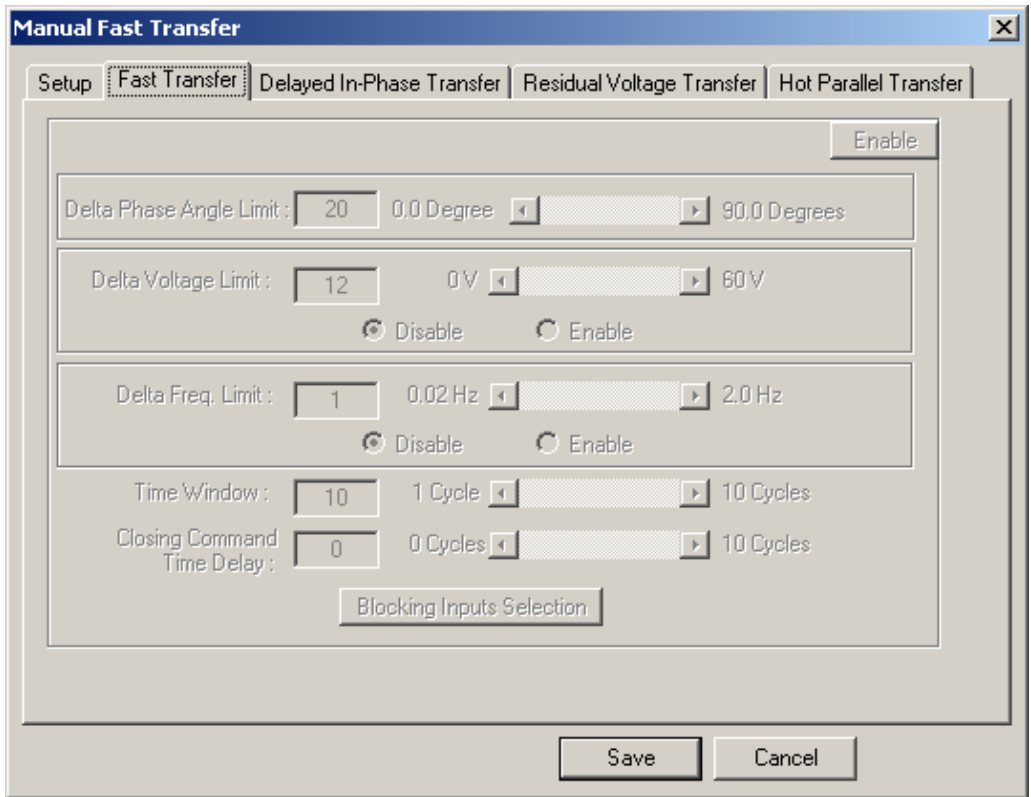 Manual Fast Transfer
Setup Fast Transfer Delayed In-Phase Transfer Residual Voltage Transfer Hot Parallel Transfer
Enable
Delta Phase Angle Limit : 20 0.0 Degree 90.0 Degrees
Delta Voltage Limit : 12 0 V 60 V
Disable Enable
Delta Freq. Limit : 1 0.02 Hz 2.0 Hz
Disable Enable
Time Window : 10 1 Cycle 10 Cycles
Closing Command
Time Delay : 0 0 Cycles 10 Cycles
Blocking Inputs Selection
Save Cancel